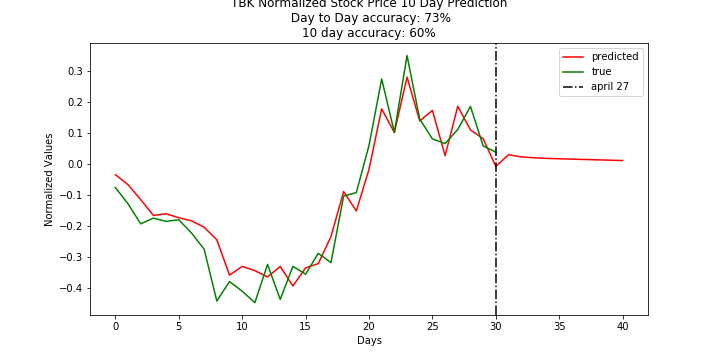 TBK Normalized Stock Price 10 Day Prediction
Day to Day accuracy: 73%
10 day accuracy: 60%
predicted
true
april 27
Normalized Values
0.3
0.2
0.1
0.0
−0.1
−0.2
−0.3
−0.4
0 5 10 15 20 25 30 35 40
Days